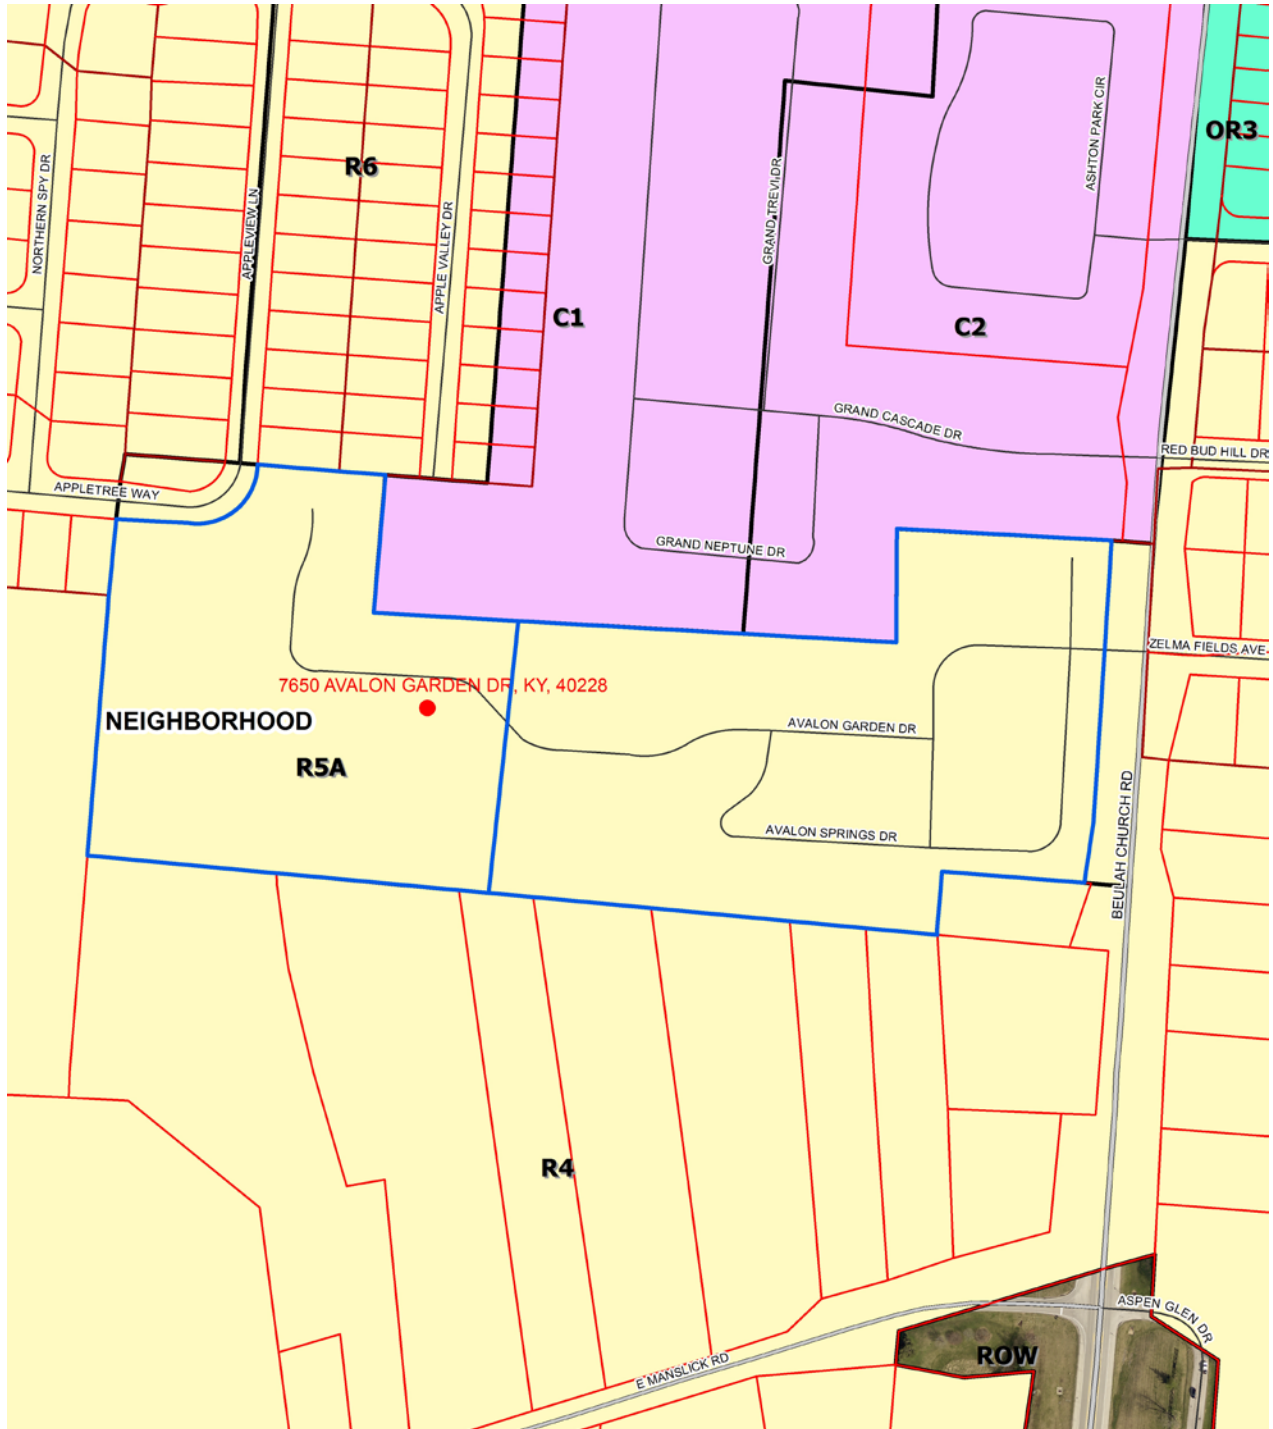 OR3
R6
NORTHERN SPY DR
APPLEVIEW LN
APPLE VALLEY DR
GRAND TREVI DR
ASHTON PARK CIR
C1
C2
GRAND CASCADE DR
RED BUD HILL DR
APPLETREE WAY
GRAND NEPTUNE DR
ZELMA FIELDS AVE
7650 AVALON GARDEN DR, KY, 40228
NEIGHBORHOOD
AVALON GARDEN DR
R5A
AVALON SPRINGS DR
BEULAH CHURCH RD
R4
ASPEN GLEN DR
ROW
E MANSLICK RD